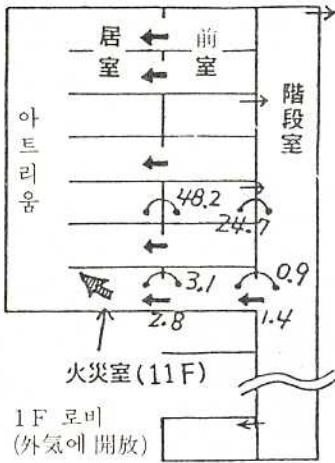 居室
前室
階段室
아트리움
48.2
24.7
3.1
0.9
2.8
1.4
火災室(11F)
1F 로비
(外気에 開放)